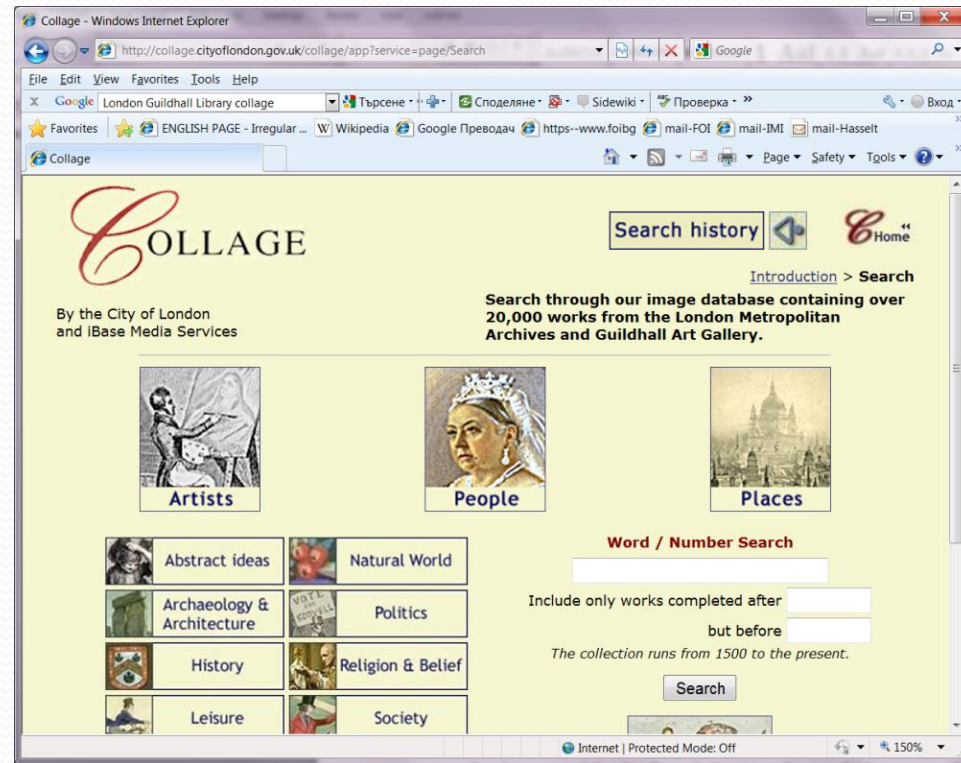 Collage - Windows Internet Explorer
http://collage.cityoflondon.gov.uk/collage/app?service=page/Search
Google
File Edit View Favorites Tools Help
x Google London Guildhall Library collage Търсене Споделяне Sidewiki Проверка » Вход
Favorites ENGLISH PAGE - Irregular ... W Wikipedia Google Преводач https--www.foibg mail-FOI mail-IMI mail-Hasselt »
Collage Page Safety Tools »
COLLAGE
Search history
Home
Introduction > Search
By the City of London
and iBase Media Services
Search through our image database containing over
20,000 works from the London Metropolitan
Archives and Guildhall Art Gallery.
Artists People Places
Abstract ideas Natural World
Archaeology &
Architecture
Politics
History Religion & Belief
Leisure Society
Word / Number Search
Include only works completed after
but before
The collection runs from 1500 to the present.
Search
Internet | Protected Mode: Off 150%